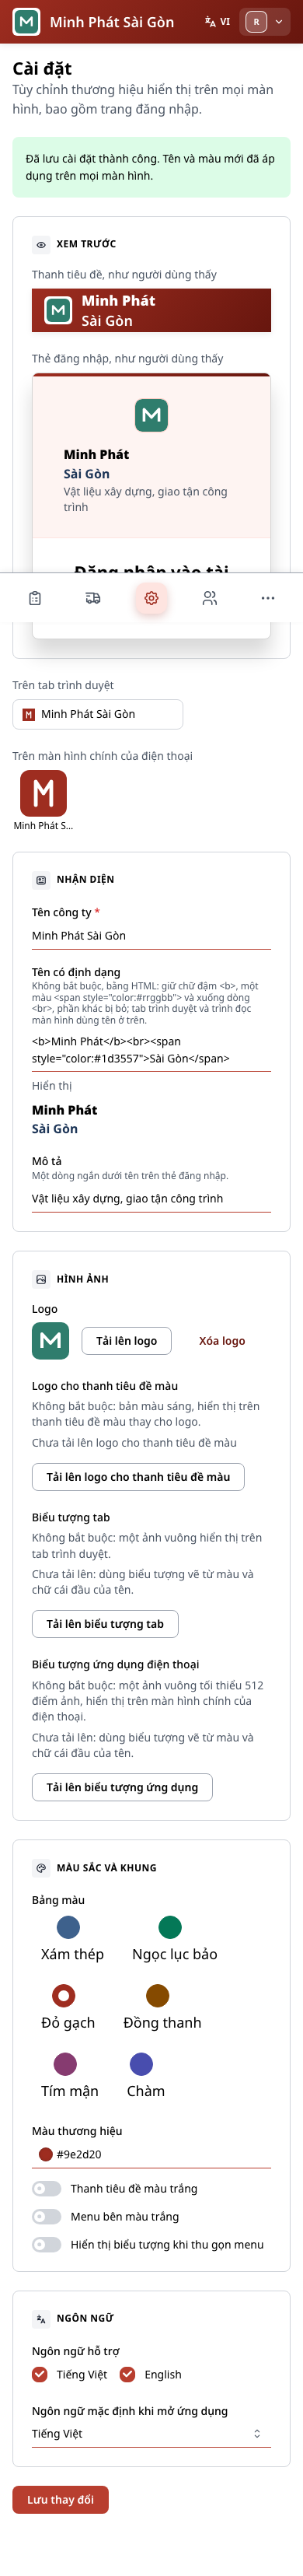 Minh Phát Sài Gòn
VI
R
Cài đặt
Tùy chỉnh thương hiệu hiển thị trên mọi màn
hình, bao gồm trang đăng nhập.
Đã lưu cài đặt thành công. Tên và màu mới đã áp
dụng trên mọi màn hình.
XEM TRƯỚC
Thanh tiêu đề, như người dùng thấy
Minh Phát
Sài Gòn
Thẻ đăng nhập, như người dùng thấy
Minh Phát
Sài Gòn
Vật liệu xây dựng, giao tận công
trình
Đăng nhập vào tài
Trên tab trình duyệt
Minh Phát Sài Gòn
Trên màn hình chính của điện thoại
Minh Phát S...
NHẬN DIỆN
Tên công ty *
Minh Phát Sài Gòn
Tên có định dạng
Không bắt buộc, bằng HTML: giữ chữ đậm <b>, một
màu <span style="color:#rrggbb"> và xuống dòng
<br>, phần khác bị bỏ; tab trình duyệt và trình đọc
màn hình dùng tên ở trên.
<b>Minh Phát</b><br><span
style="color:#1d3557">Sài Gòn</span>
Hiển thị
Minh Phát
Sài Gòn
Mô tả
Một dòng ngắn dưới tên trên thẻ đăng nhập.
Vật liệu xây dựng, giao tận công trình
HÌNH ẢNH
Logo
Tải lên logo
Xóa logo
Logo cho thanh tiêu đề màu
Không bắt buộc: bản màu sáng, hiển thị trên
thanh tiêu đề màu thay cho logo.
Chưa tải lên logo cho thanh tiêu đề màu
Tải lên logo cho thanh tiêu đề màu
Biểu tượng tab
Không bắt buộc: một ảnh vuông hiển thị trên
tab trình duyệt.
Chưa tải lên: dùng biểu tượng vẽ từ màu và
chữ cái đầu của tên.
Tải lên biểu tượng tab
Biểu tượng ứng dụng điện thoại
Không bắt buộc: một ảnh vuông tối thiểu 512
điểm ảnh, hiển thị trên màn hình chính của
điện thoại.
Chưa tải lên: dùng biểu tượng vẽ từ màu và
chữ cái đầu của tên.
Tải lên biểu tượng ứng dụng
MÀU SẮC VÀ KHUNG
Bảng màu
Xám thép
Ngọc lục bảo
Đỏ gạch
Đồng thanh
Tím mận
Chàm
Màu thương hiệu
#9e2d20
Thanh tiêu đề màu trắng
Menu bên màu trắng
Hiển thị biểu tượng khi thu gọn menu
NGÔN NGỮ
Ngôn ngữ hỗ trợ
Tiếng Việt
English
Ngôn ngữ mặc định khi mở ứng dụng
Tiếng Việt
Lưu thay đổi